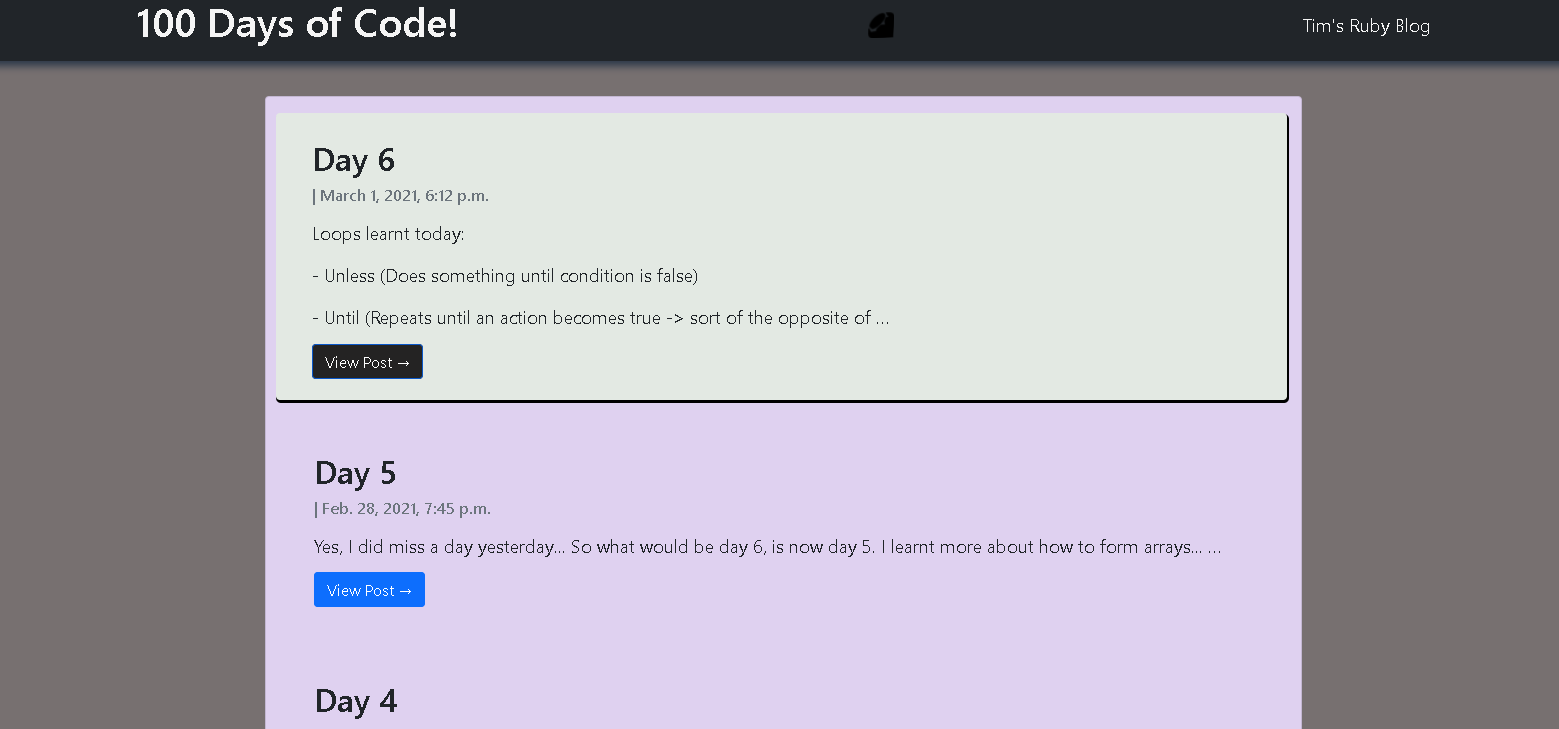 100 Days of Code!
Tim's Ruby Blog
Day 6
| March 1, 2021, 6:12 p.m.
Loops learnt today:
- Unless (Does something until condition is false)
- Until (Repeats until an action becomes true -> sort of the opposite of …
View Post →
Day 5
| Feb. 28, 2021, 7:45 p.m.
Yes, I did miss a day yesterday... So what would be day 6, is now day 5. I learnt more about how to form arrays... …
View Post →
Day 4